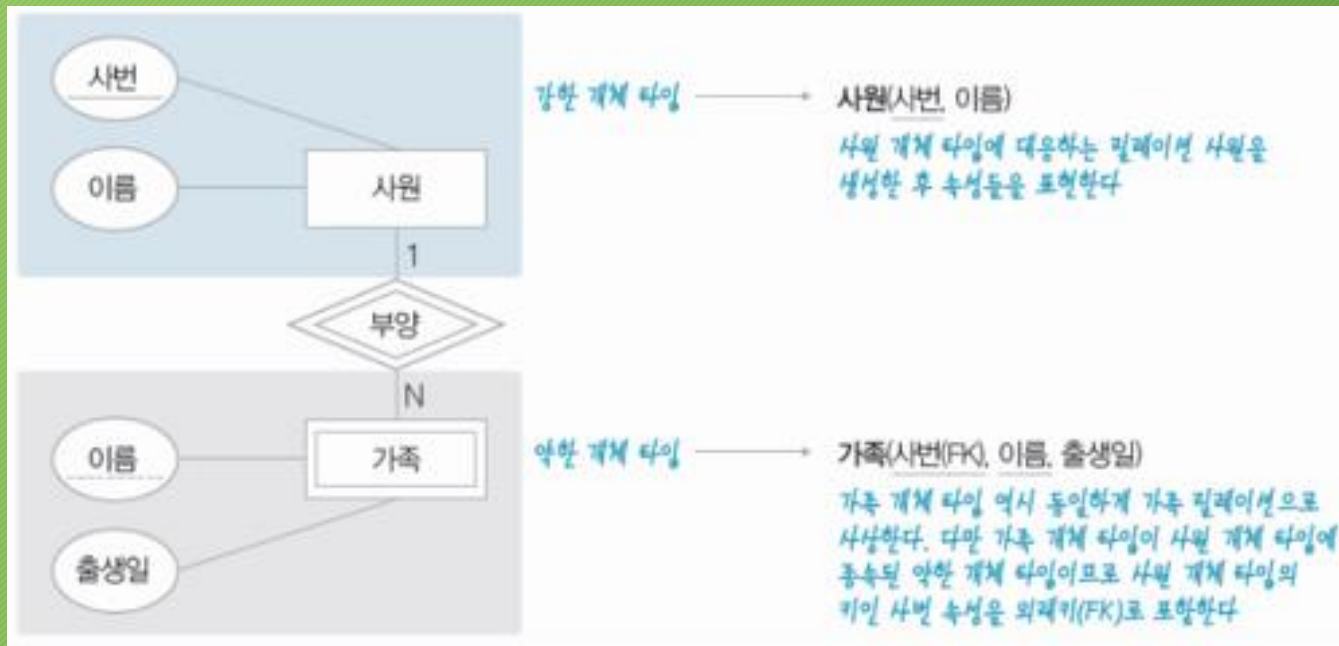 사번
강한 개체 타입
사원(사번, 이름)
사원 개체 타입에 대응하는 릴레이션 사원을
생성한 후 속성들을 표현한다
이름
사원
1
부양
N
이름
가족
약한 개체 타입
가족(사번(FK), 이름, 출생일)
가족 개체 타입 역시 동일하게 가족 릴레이션으로
사상한다. 다만 가족 개체 타입이 사원 개체 타입에
종속된 약한 개체 타입이므로 사원 개체 타입의
키인 사번 속성을 외래키(FK)로 포함한다
출생일